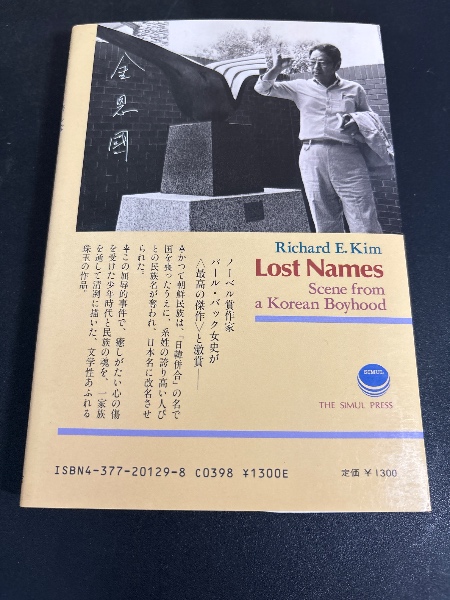 金恩國
Richard E. Kim
Lost Names
Scene from
a Korean Boyhood
ノーベル賞作家
パール・バック女史が
〈最高の傑作〉と激賞――
♣かつて朝鮮民族は、「日韓併合」の名で
国を喪ったうえに、系姓の誇り高い人び
との民族名が奪われ、日本名に改名させ
られた。
♣この屈辱的事件で、癒しがたい心の傷
を受けた少年時代と民族の魂を、一家族
を通して清冽に描いた、文学性あふれる
珠玉の作品。
SIMUL
THE SIMUL PRESS
ISBN4-377-20129-8 C0398 ¥1300E
定価 ¥1300